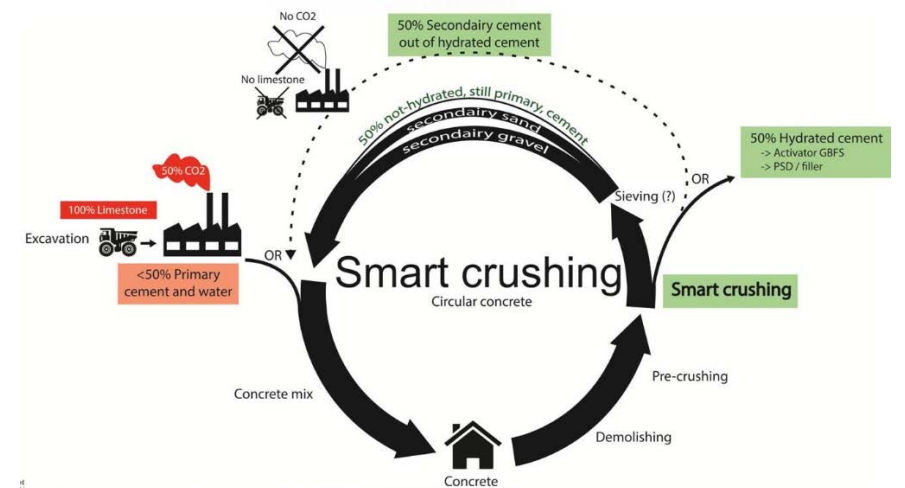 No CO2
No limestone
50% Secondairy cement
out of hydrated cement
50% not-hydrated, still primary, cement
secondairy sand
secondairy gravel
50% Hydrated cement
-> Activator GBFS
-> PSD / filler
OR
Sieving (?)
50% CO2
100% Limestone
Excavation
<50% Primary
cement and water
OR
Smart crushing
Circular concrete
Smart crushing
Pre-crushing
Demolishing
Concrete mix
Concrete